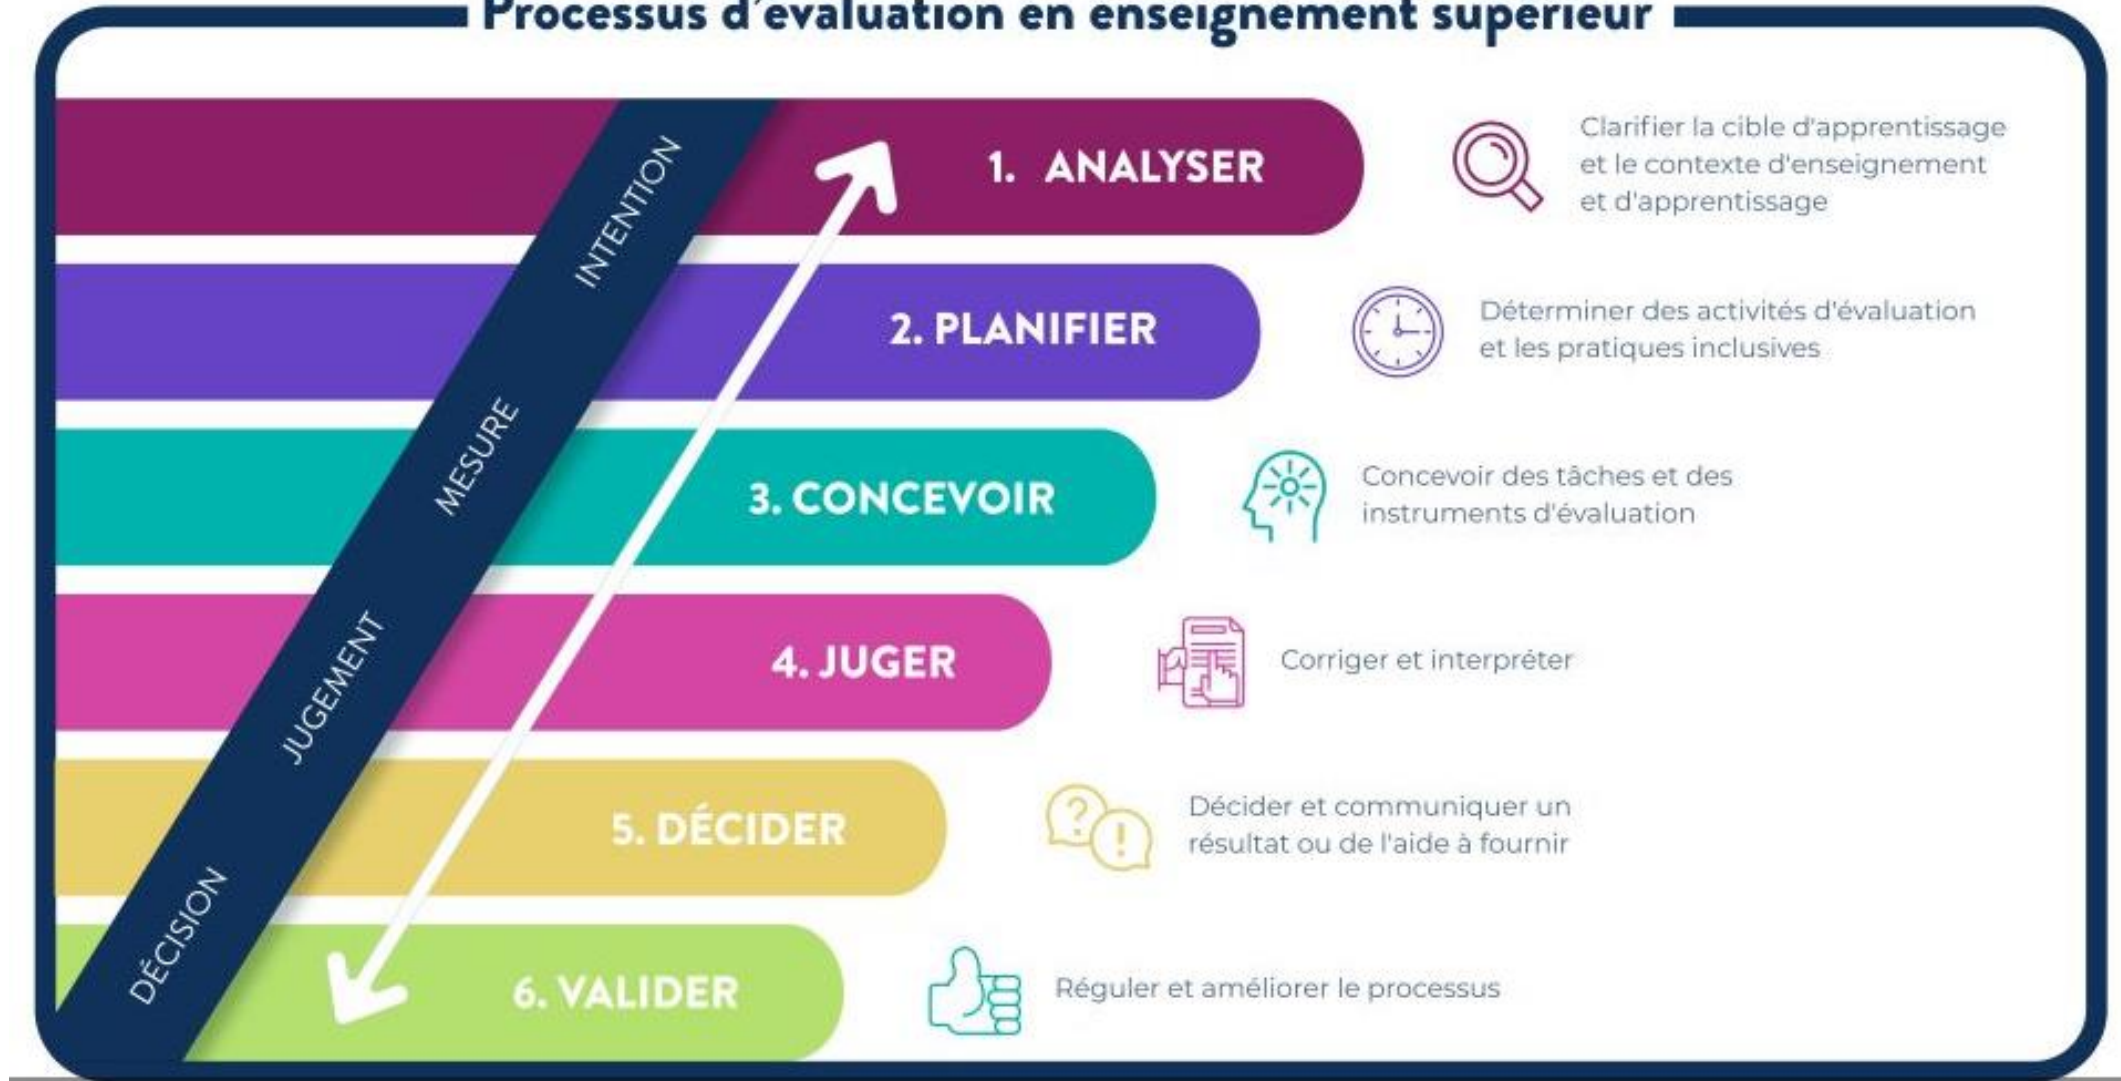 Processus d'évaluation en enseignement supérieur
INTENTION
MESURE
JUGEMENT
DÉCISION
1. ANALYSER
Clarifier la cible d'apprentissage
et le contexte d'enseignement
et d'apprentissage
2. PLANIFIER
Déterminer des activités d'évaluation
et les pratiques inclusives
3. CONCEVOIR
Concevoir des tâches et des
instruments d'évaluation
4. JUGER
Corriger et interpréter
5. DÉCIDER
Décider et communiquer un
résultat ou de l'aide à fournir
6. VALIDER
Réguler et améliorer le processus